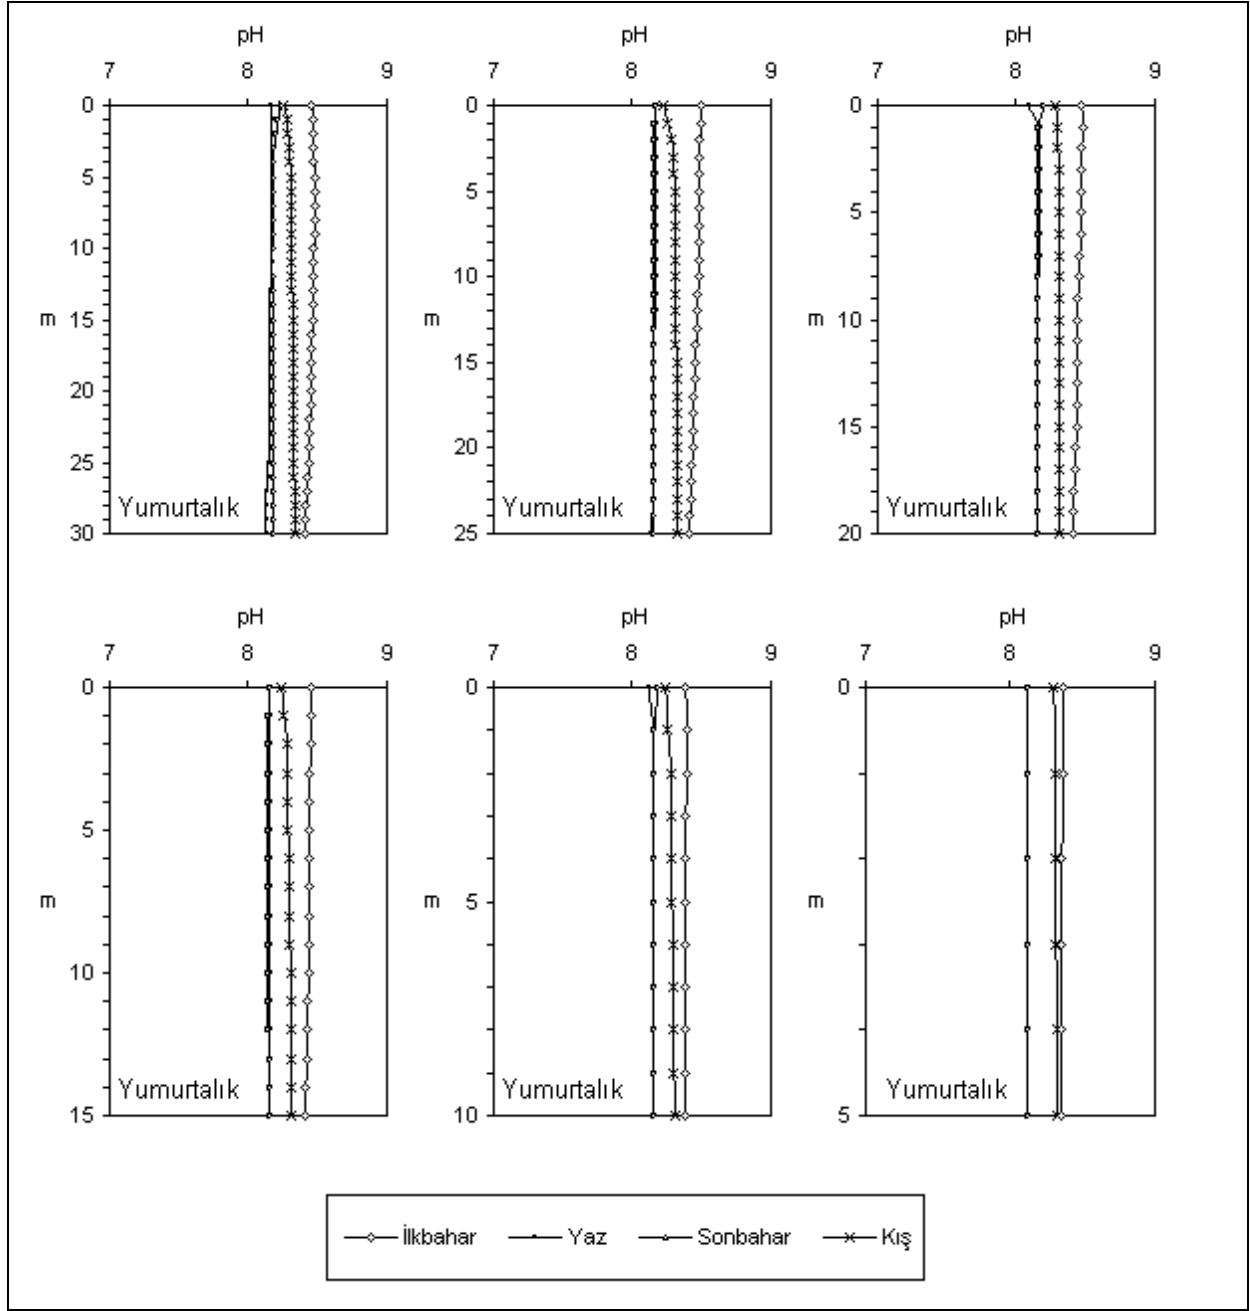 pH pH pH
7 8 9 7 8 9 7 8 9
0 0 0
5 5 5
10 10 10
m 15 m 15 m 15
20 20 20
25 25
30
Yumurtalık Yumurtalık Yumurtalık
pH pH pH
7 8 9 7 8 9 7 8 9
0 0 0
5 5 5
10 10
15
m m m
Yumurtalık Yumurtalık Yumurtalık
İlkbahar Yaz Sonbahar Kış